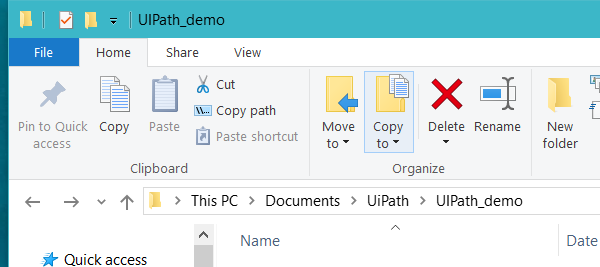 UIPath_demo
File Home Share View
Pin to Quick access
Copy
Paste
Cut
Copy path
Paste shortcut
Clipboard
Move to
Copy to
Delete
Rename
Organize
New folder
This PC > Documents > UiPath > UIPath_demo
Name Date
Quick access